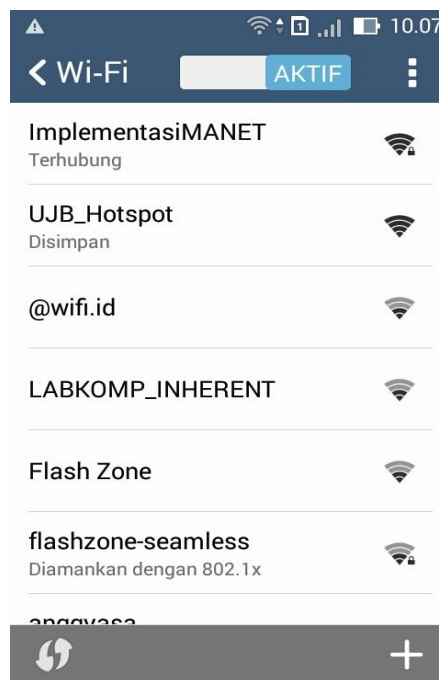 10.07
Wi-Fi
AKTIF
ImplementasiMANET
Terhubung
UJB_Hotspot
Disimpan
@wifi.id
LABKOMP_INHERENT
Flash Zone
flashzone-seamless
Diamankan dengan 802.1x
anggyasa